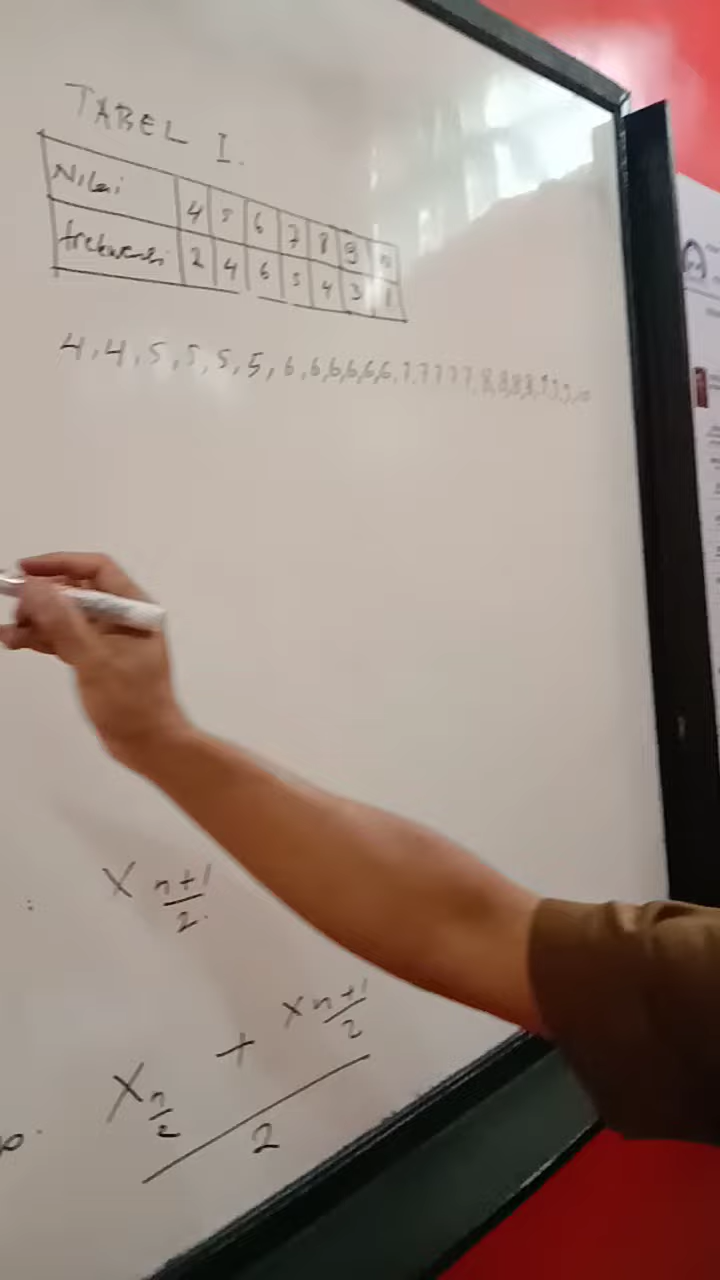 TABEL I.
Nilai 4 5 6 7 8 9 10
frekwensi 2 4 6 5 4 3 1
4, 4, 5, 5, 5, 5, 6, 6, 6, 6, 6, 6, 7, 7 7 7 7, 8, 8, 8, 8, 9, 9, 9, 10
: X n+1/2.
X n/2 + X n+1/2
2